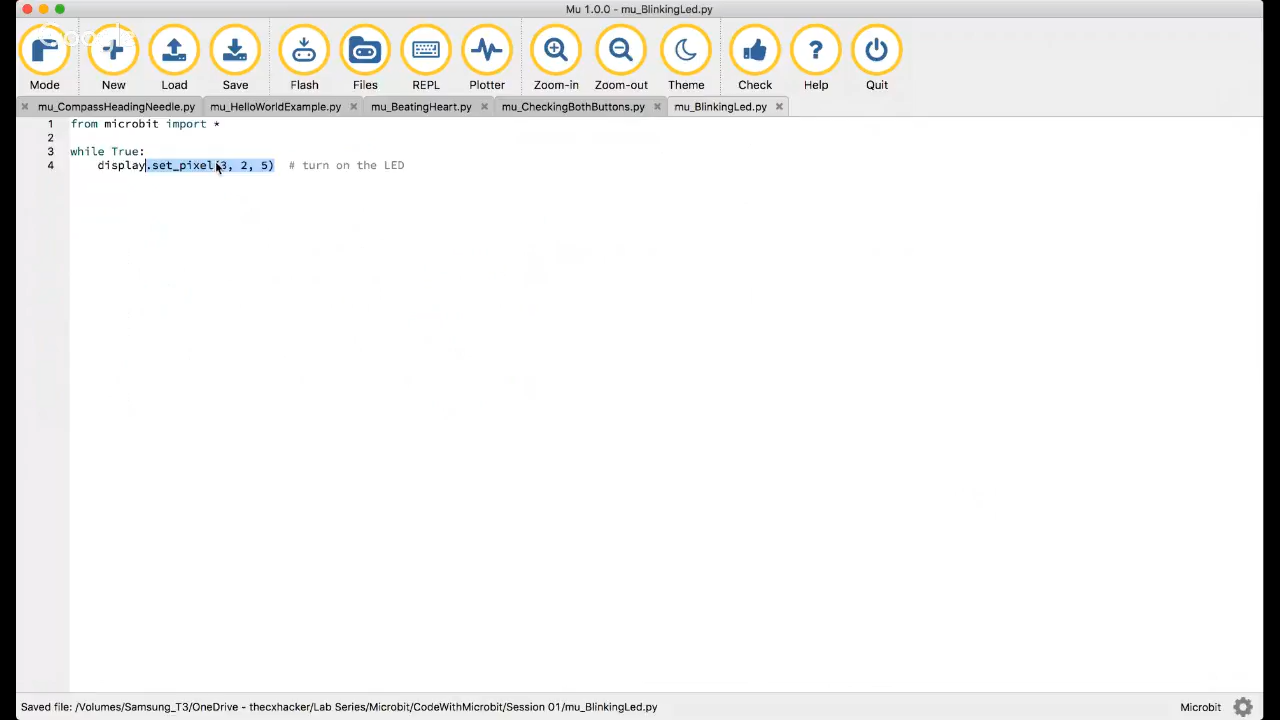 Mu 1.0.0 - mu_BlinkingLed.py
Google
Mode New Load Save Flash Files REPL Plotter Zoom-in Zoom-out Theme Check Help Quit
mu_CompassHeadingNeedle.py mu_HelloWorldExample.py mu_BeatingHeart.py mu_CheckingBothButtons.py mu_BlinkingLed.py
1 from microbit import *
2
3 while True:
4 display.set_pixel(3, 2, 5) # turn on the LED
Saved file: /Volumes/Samsung_T3/OneDrive - thecxhacker/Lab Series/Microbit/CodeWithMicrobit/Session 01/mu_BlinkingLed.py Microbit